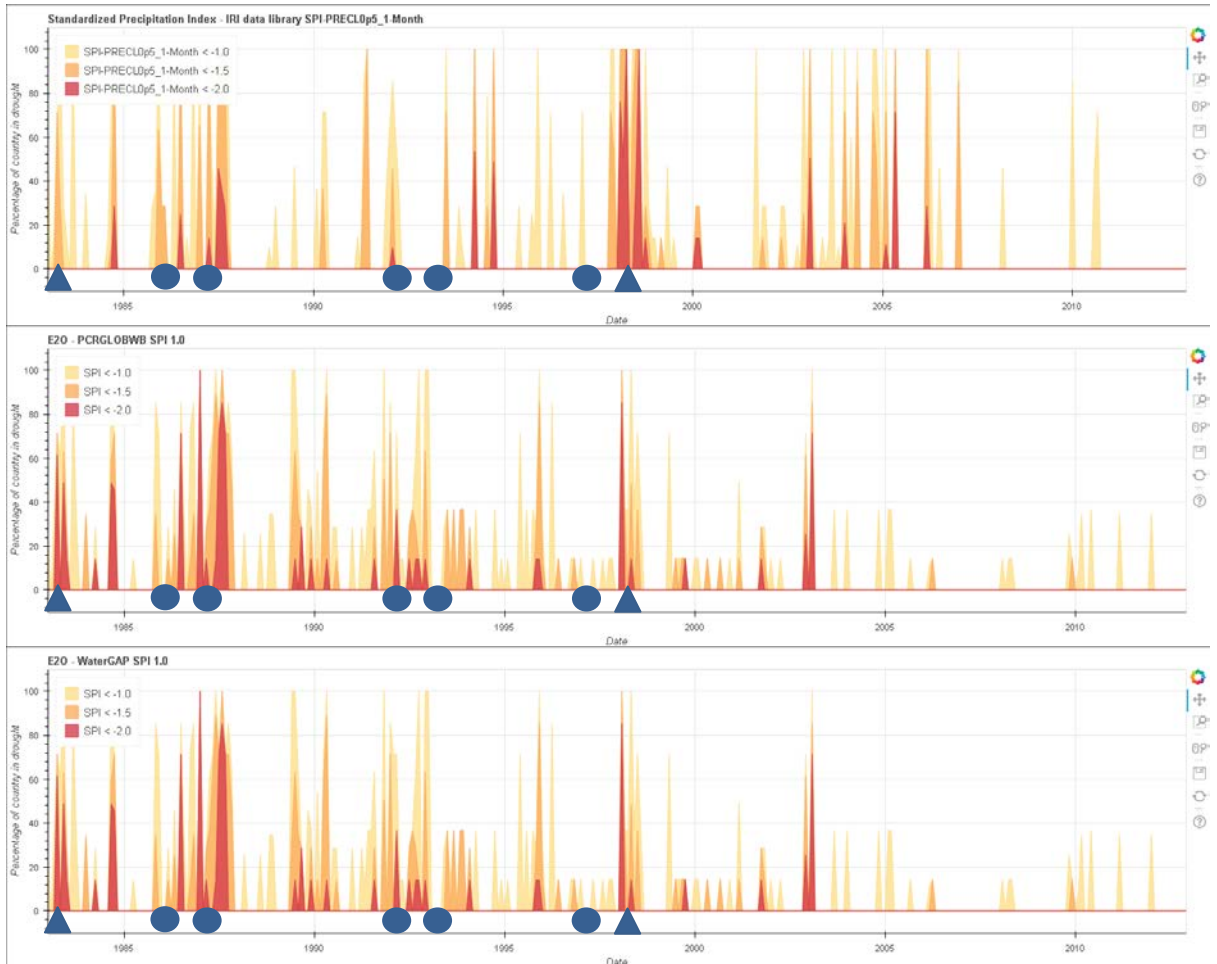 Standardized Precipitation Index - IRI data library SPI-PRECL0p5_1-Month
SPI-PRECL0p5_1-Month < -1.0
SPI-PRECL0p5_1-Month < -1.5
SPI-PRECL0p5_1-Month < -2.0
Percentage of country in drought
100
80
60
40
20
0
1985 1990 1995 2000 2005 2010
Date
E2O - PCRGLOBWB SPI 1.0
SPI < -1.0
SPI < -1.5
SPI < -2.0
Percentage of country in drought
100
80
60
40
20
0
1985 1990 1995 2000 2005 2010
Date
E2O - WaterGAP SPI 1.0
SPI < -1.0
SPI < -1.5
SPI < -2.0
Percentage of country in drought
100
80
60
40
20
0
1985 1990 1995 2000 2005 2010
Date